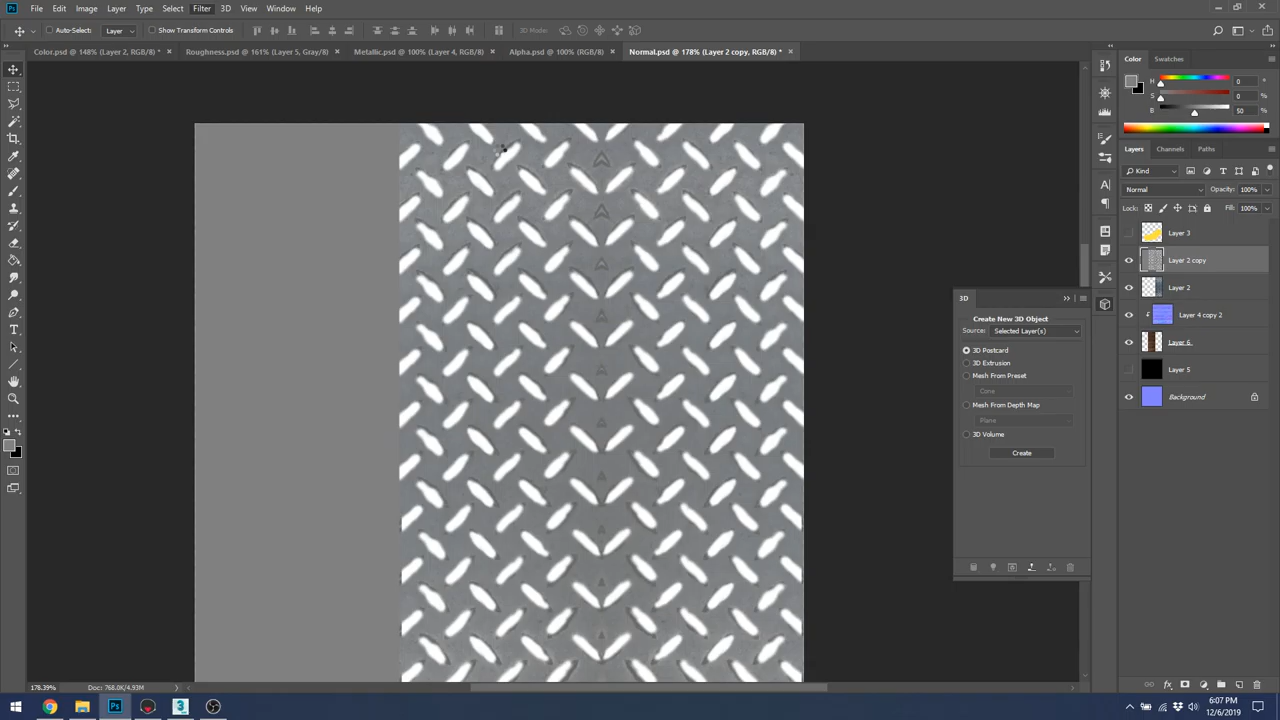 File Edit Image Layer Type Select Filter 3D View Window Help
Auto-Select: Layer Show Transform Controls 3D Mode:
Color.psd @ 148% (Layer 2, RGB/8) * × Roughness.psd @ 161% (Layer 5, Gray/8) × Metallic.psd @ 100% (Layer 4, RGB/8) × Alpha.psd @ 100% (RGB/8) × Normal.psd @ 178% (Layer 2 copy, RGB/8) * ×
Color Swatches
H 0 °
S 0 %
B 50 %
Layers Channels Paths
Kind
Normal Opacity: 100%
Lock: Fill: 100%
Layer 3
Layer 2 copy
Layer 2
Layer 4 copy 2
Layer 6
Layer 5
Background
3D
Create New 3D Object
Source: Selected Layer(s)
3D Postcard
3D Extrusion
Mesh From Preset
Cone
Mesh From Depth Map
Plane
3D Volume
Create
178.39% Doc: 768.0K/4.93M
6:07 PM
12/6/2019